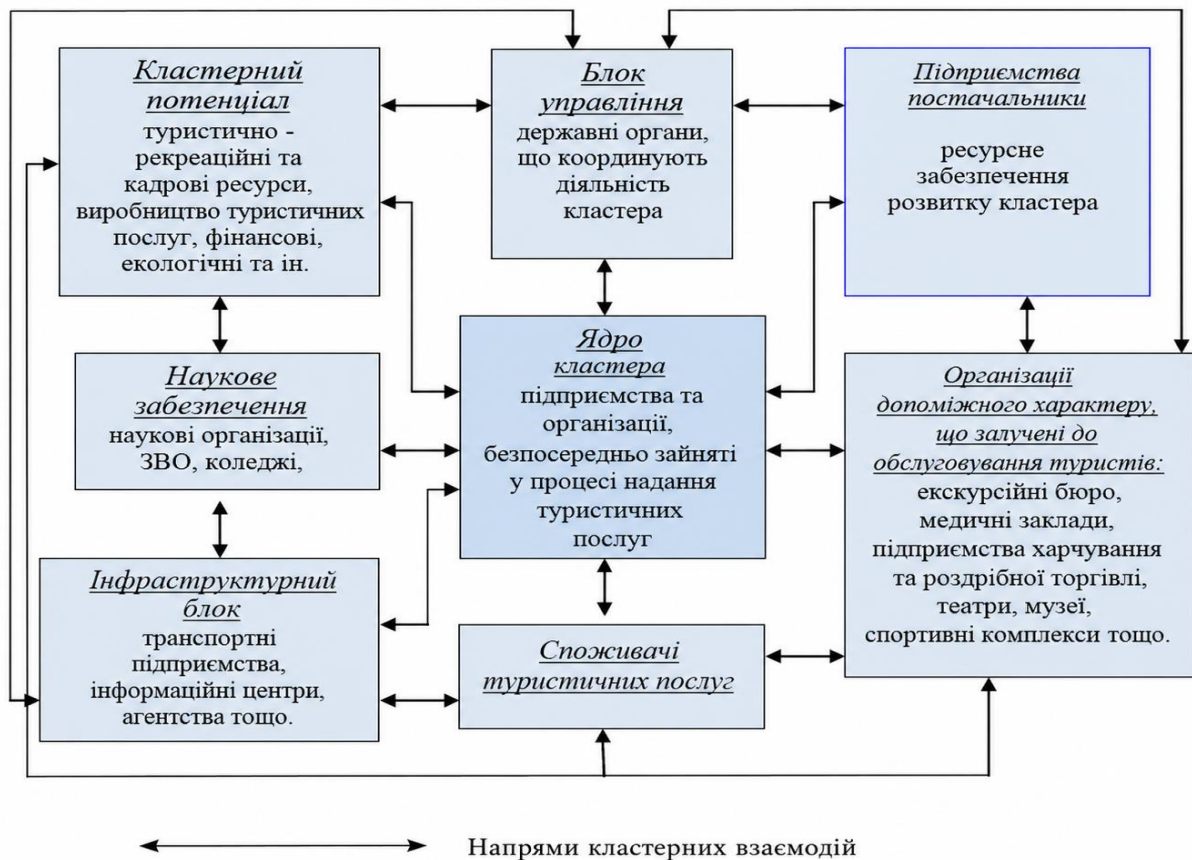 Кластерний
потенціал
туристично -
рекреаційні та
кадрові ресурси,
виробництво туристичних
послуг, фінансові,
екологічні та ін.
Блок
управління
державні органи,
що координують
діяльність
кластера
Підприємства
постачальники
ресурсне
забезпечення
розвитку кластера
Наукове
забезпечення
наукові організації,
ЗВО, коледжі,
Ядро
кластера
підприємства та
організації,
безпосередньо зайняті
у процесі надання
туристичних
послуг
Організації
допоміжного характеру,
що залучені до
обслуговування туристів:
екскурсійні бюро,
медичні заклади,
підприємства харчування
та роздрібної торгівлі,
театри, музеї,
спортивні комплекси тощо.
Інфраструктурний
блок
транспортні
підприємства,
інформаційні центри,
агентства тощо.
Споживачі
туристичних послуг
Напрями кластерних взаємодій